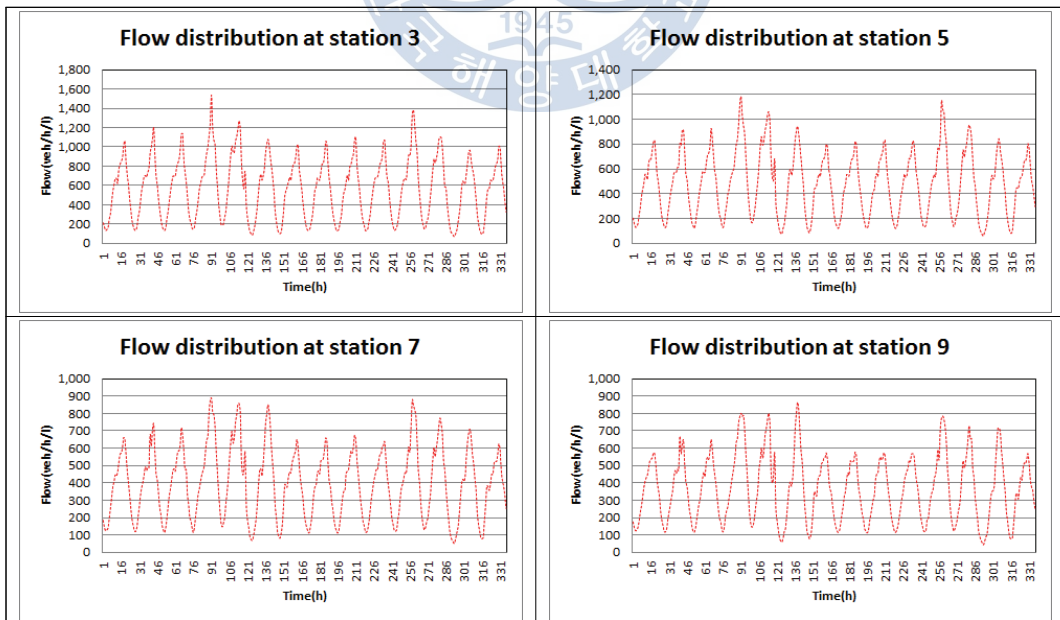 1945
해양대
Flow distribution at station 3
Flow(veh/h/l)
1,800
1,600
1,400
1,200
1,000
800
600
400
200
0
1 16 31 46 61 76 91 106 121 136 151 166 181 196 211 226 241 256 271 286 301 316 331
Time(h)
Flow distribution at station 5
Flow(veh/h/l)
1,400
1,200
1,000
800
600
400
200
0
1 16 31 46 61 76 91 106 121 136 151 166 181 196 211 226 241 256 271 286 301 316 331
Time(h)
Flow distribution at station 7
Flow(veh/h/l)
1,000
900
800
700
600
500
400
300
200
100
0
1 16 31 46 61 76 91 106 121 136 151 166 181 196 211 226 241 256 271 286 301 316 331
Time(h)
Flow distribution at station 9
Flow(veh/h/l)
1,000
900
800
700
600
500
400
300
200
100
0
1 16 31 46 61 76 91 106 121 136 151 166 181 196 211 226 241 256 271 286 301 316 331
Time(h)